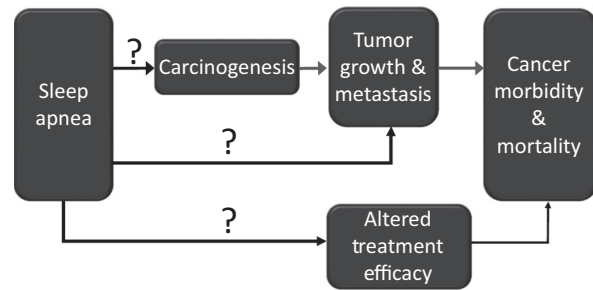 Sleep
apnea
?
Carcinogenesis
Tumor
growth &
metastasis
Cancer
morbidity
&
mortality
?
?
Altered
treatment
efficacy